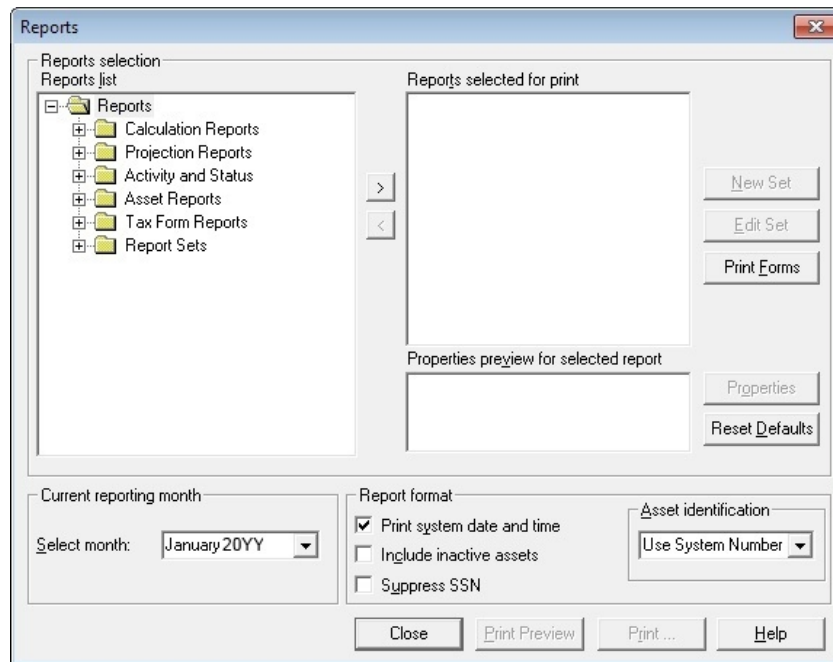 Reports
Reports selection
Reports list
Reports
Calculation Reports
Projection Reports
Activity and Status
Asset Reports
Tax Form Reports
Report Sets
>
<
Reports selected for print
New Set
Edit Set
Print Forms
Properties preview for selected report
Properties
Reset Defaults
Current reporting month
Select month: January 20YY
Report format
Print system date and time
Include inactive assets
Suppress SSN
Asset identification
Use System Number
Close Print Preview Print ... Help